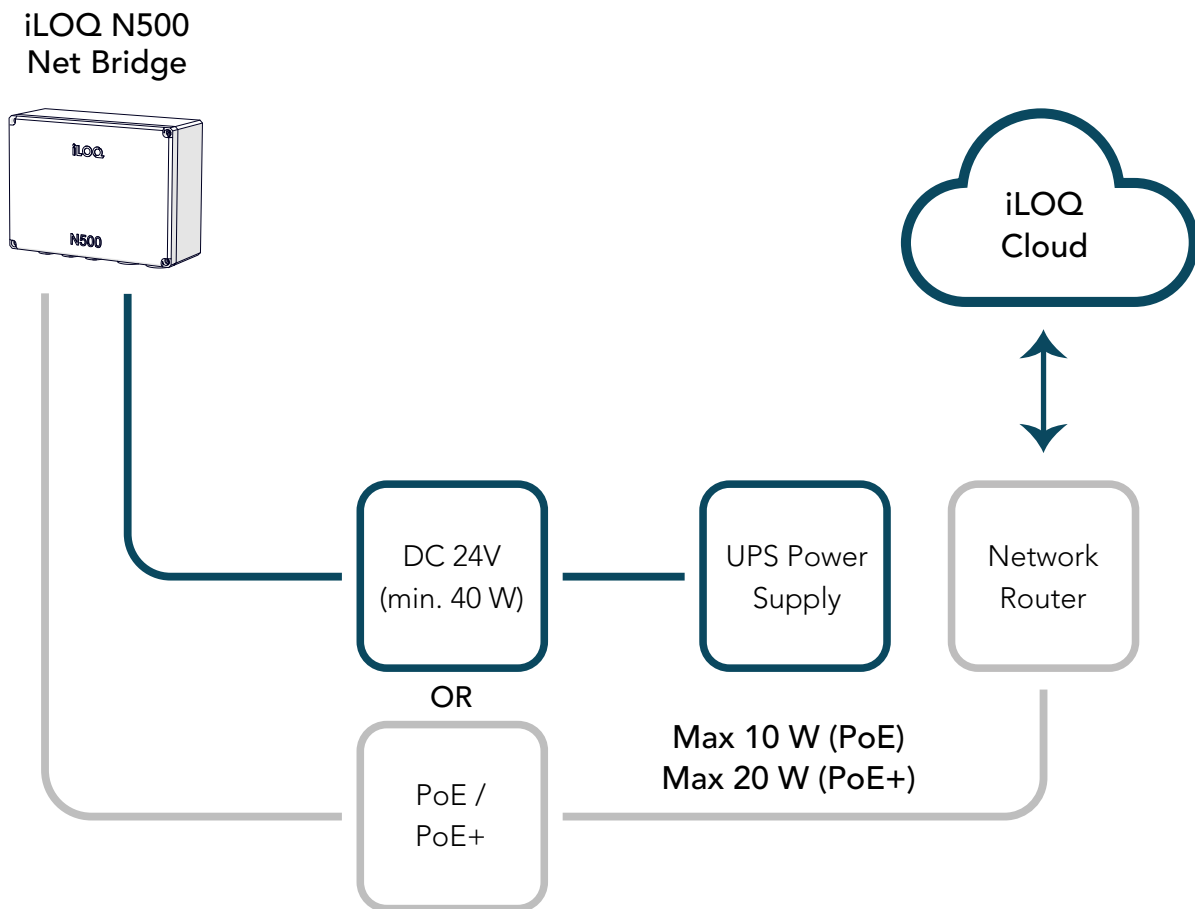 iLOQ N500
Net Bridge
iLOQ
N500
iLOQ
Cloud
DC 24V
(min. 40 W)
UPS Power
Supply
Network
Router
OR
Max 10 W (PoE)
Max 20 W (PoE+)
PoE /
PoE+